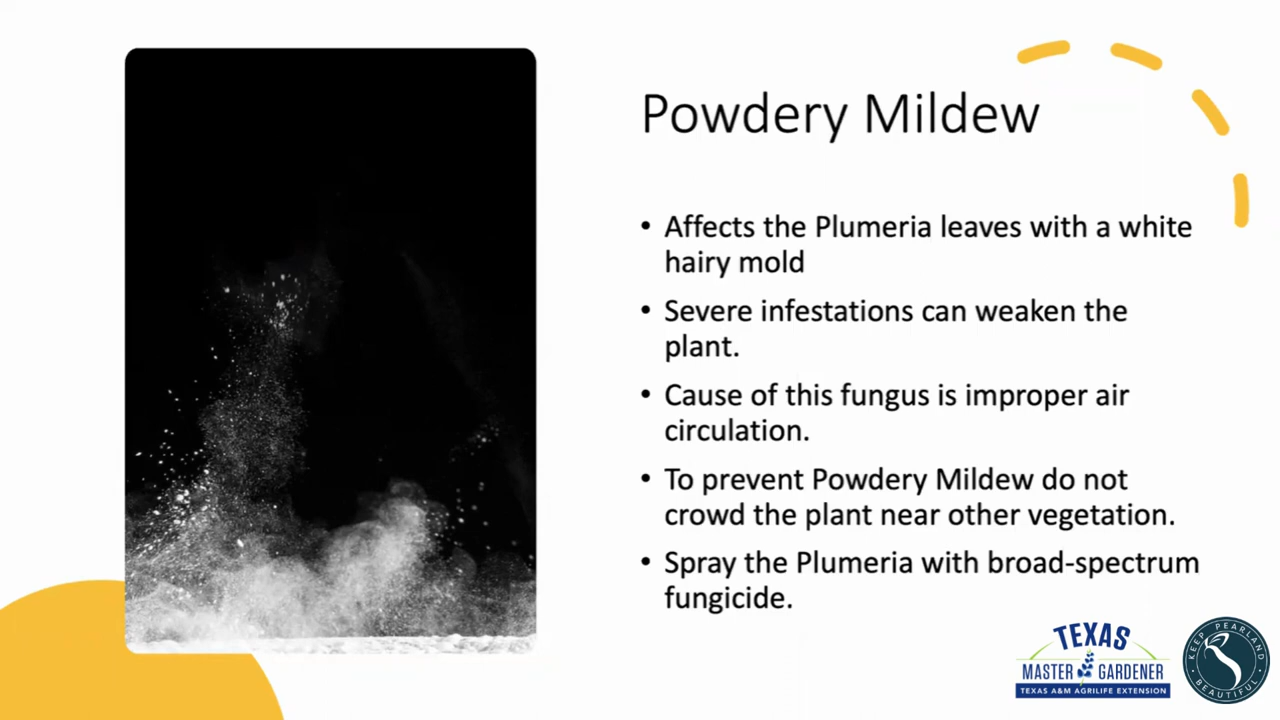 Powdery Mildew
• Affects the Plumeria leaves with a white
hairy mold
• Severe infestations can weaken the
plant.
• Cause of this fungus is improper air
circulation.
• To prevent Powdery Mildew do not
crowd the plant near other vegetation.
• Spray the Plumeria with broad-spectrum
fungicide.
TEXAS
MASTER GARDENER
TEXAS A&M AGRILIFE EXTENSION
KEEP PEARLAND
BEAUTIFUL